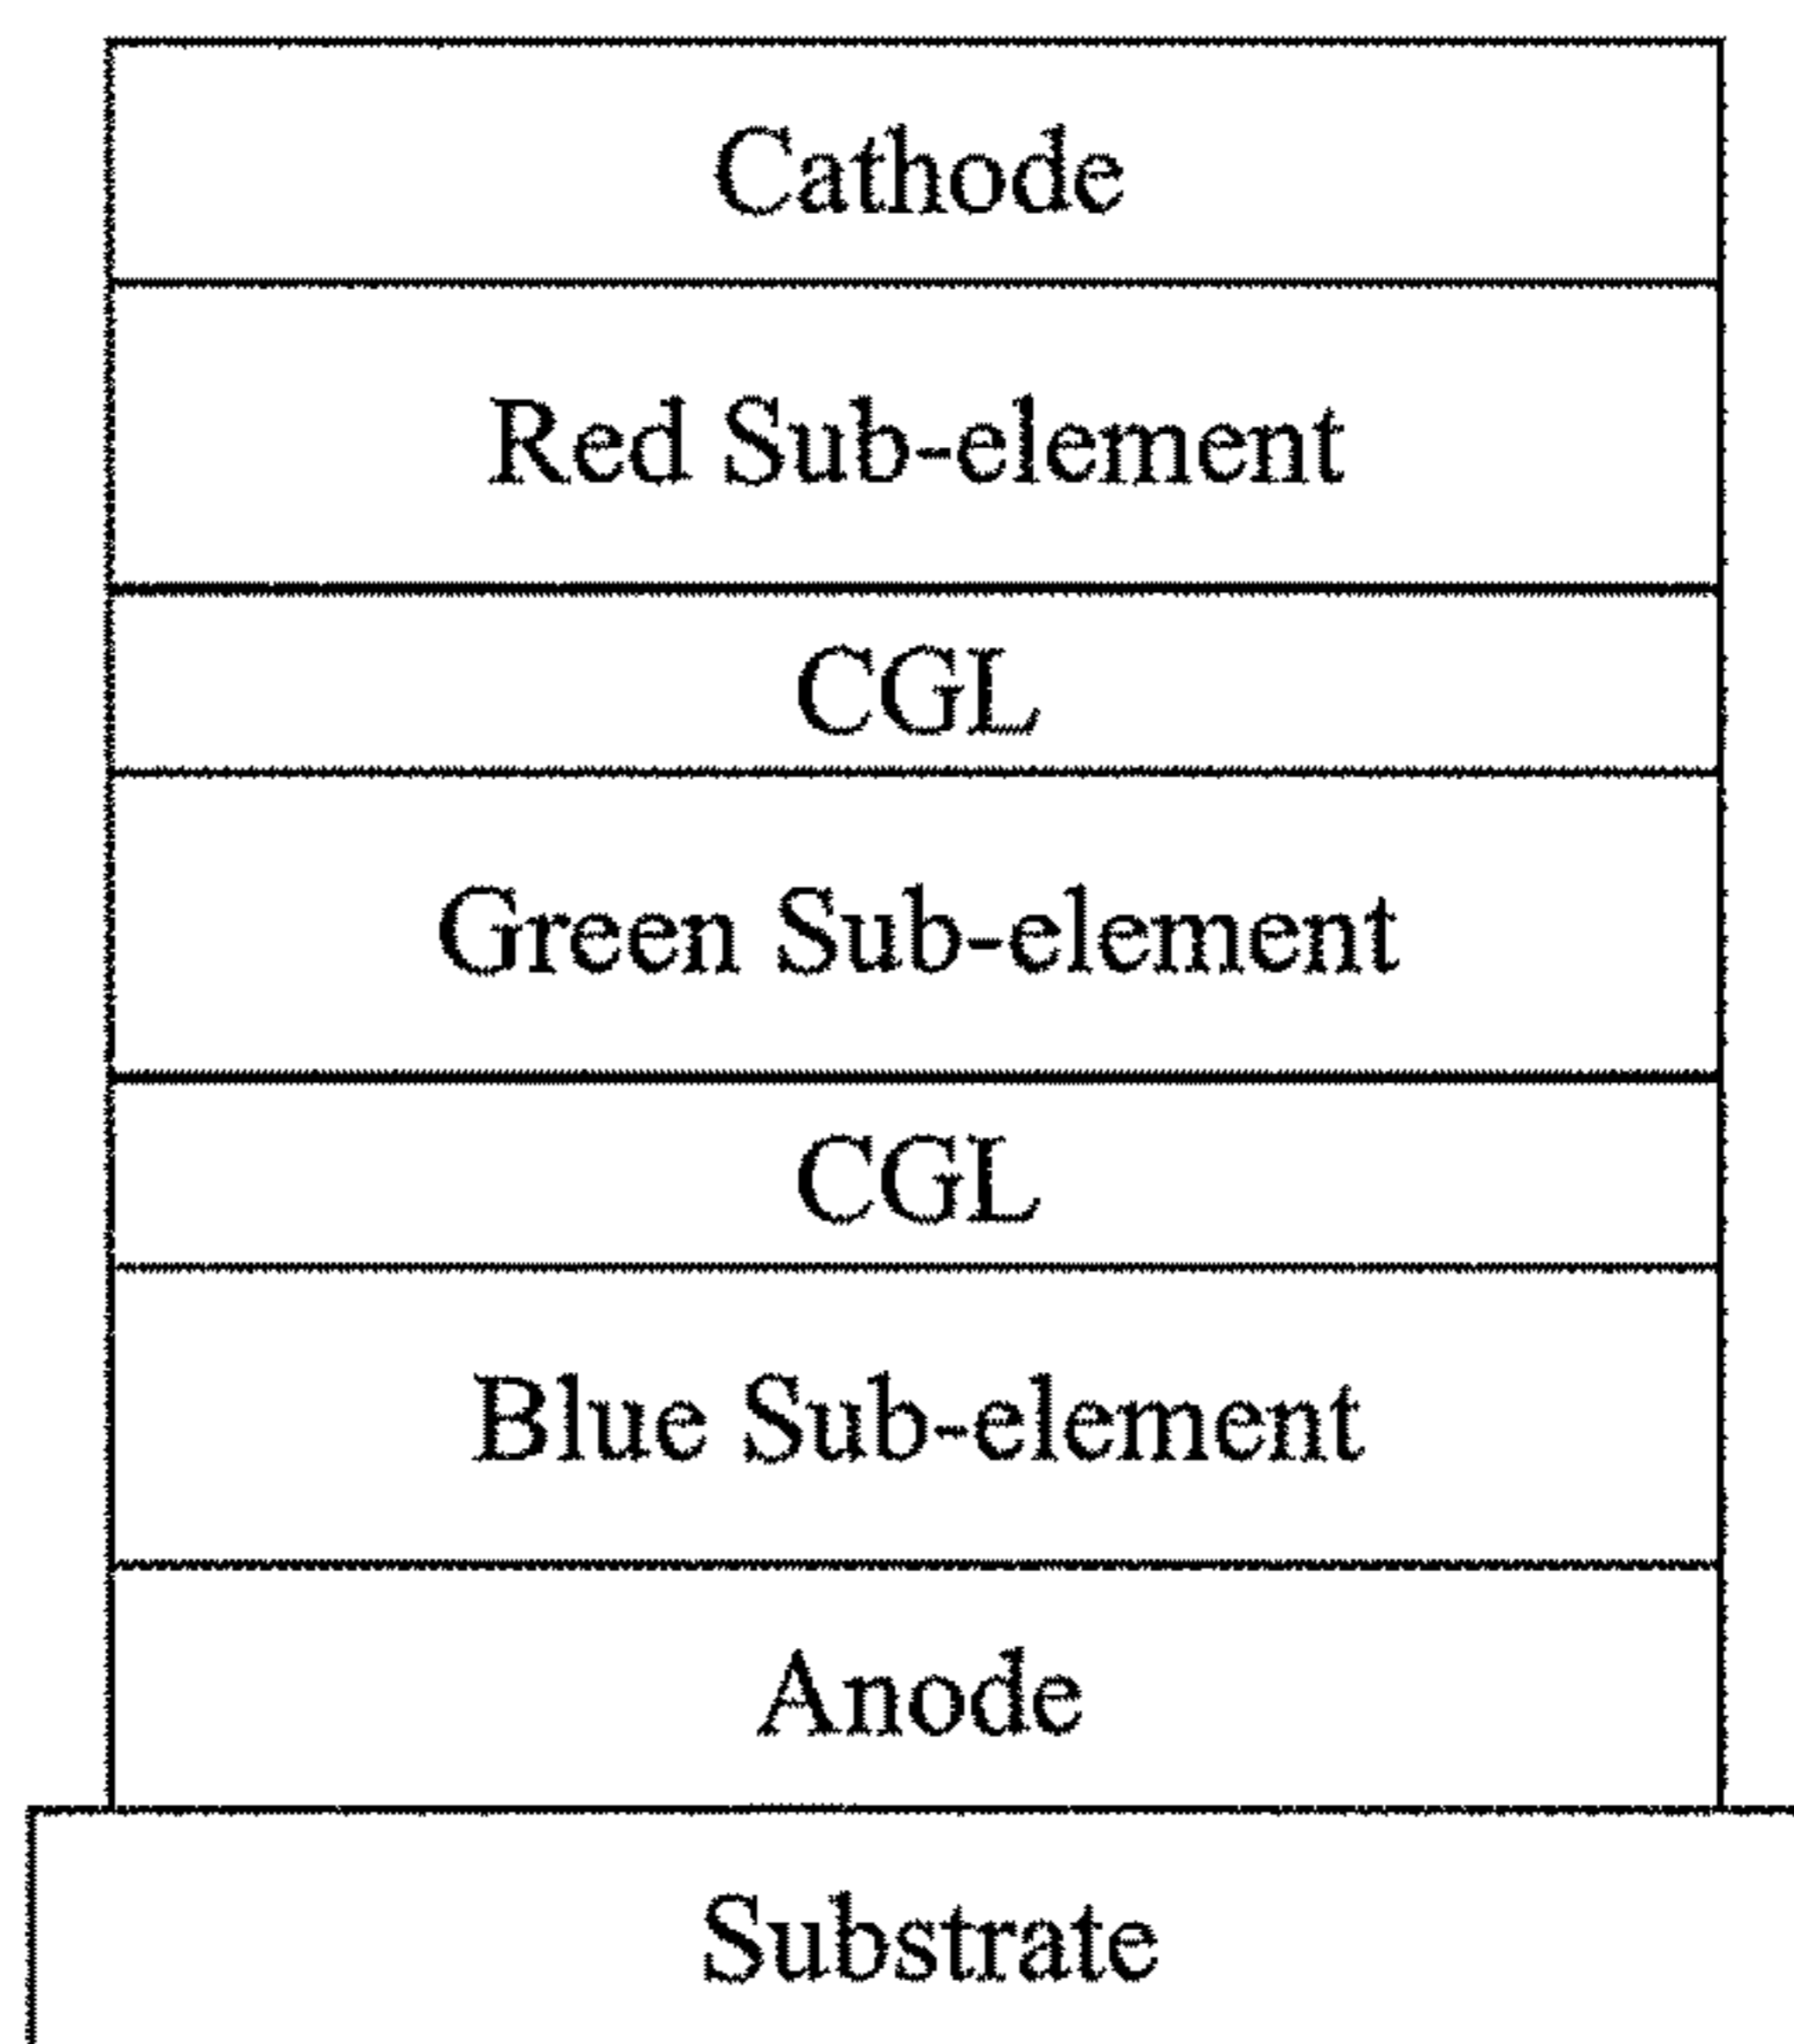 Cathode
Red Sub-element
CGL
Green Sub-element
CGL
Blue Sub-element
Anode
Substrate